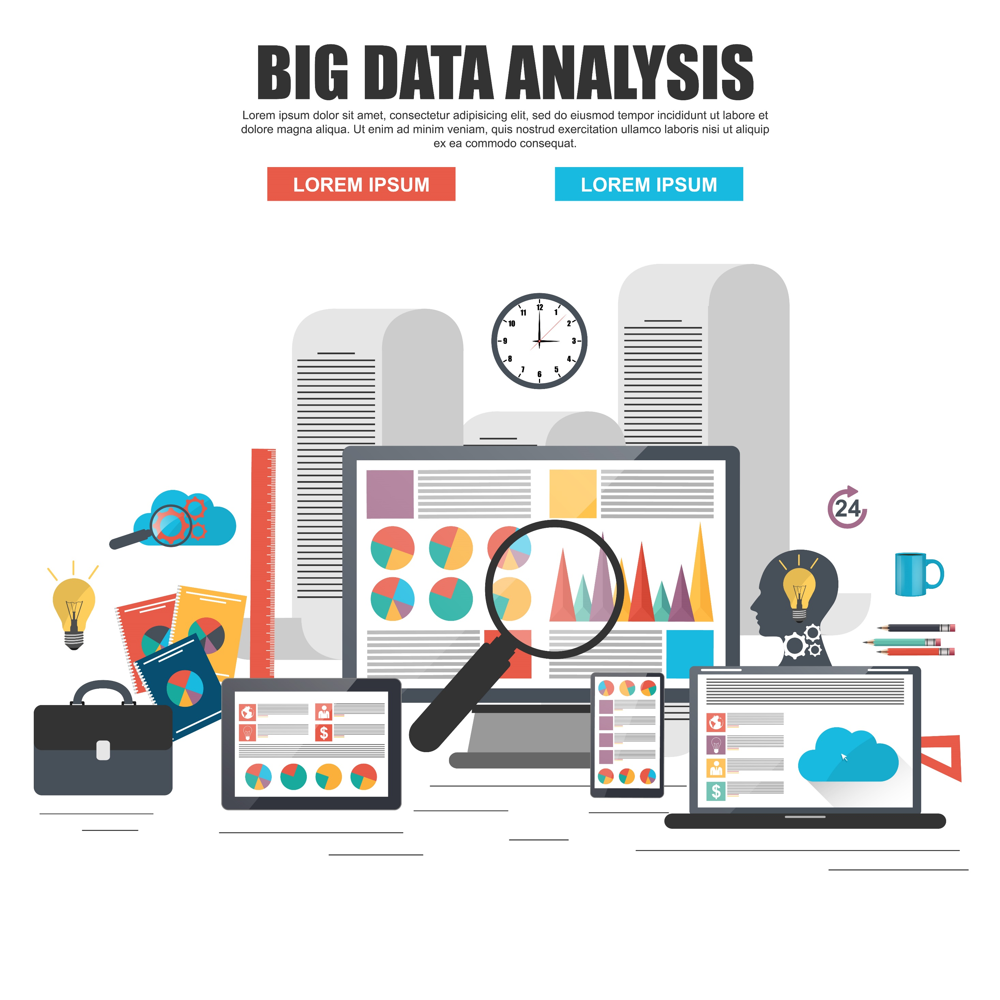 BIG DATA ANALYSIS
Lorem ipsum dolor sit amet, consectetur adipisicing elit, sed do eiusmod tempor incididunt ut labore et
dolore magna aliqua. Ut enim ad minim veniam, quis nostrud exercitation ullamco laboris nisi ut aliquip
ex ea commodo consequat.
LOREM IPSUM
LOREM IPSUM
12
1
2
3
4
5
6
7
8
9
10
11
24
$
$